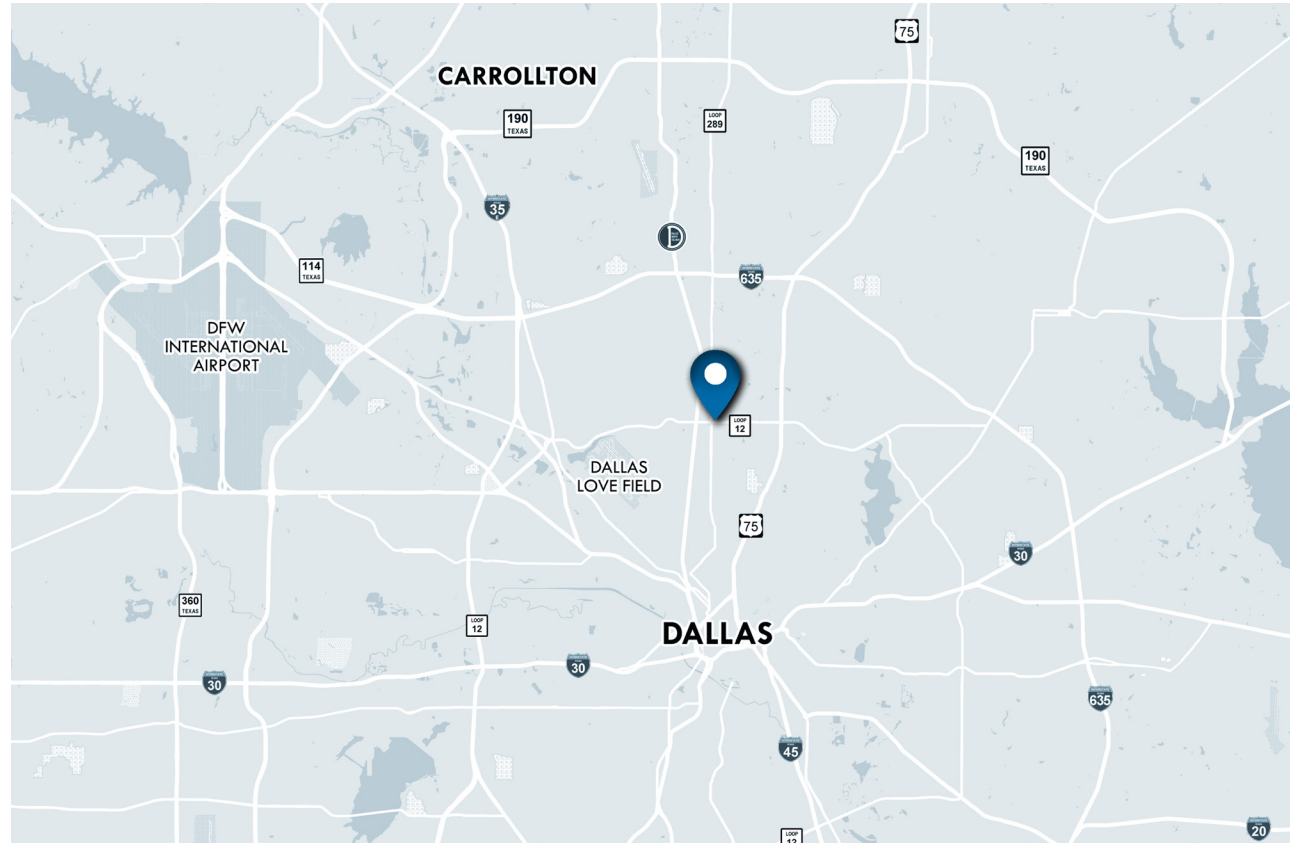 75
CARROLLTON
190
TEXAS
LOOP
289
190
TEXAS
35
114
TEXAS
635
DFW
INTERNATIONAL
AIRPORT
LOOP
12
DALLAS
LOVE FIELD
75
30
360
TEXAS
LOOP
12
DALLAS
30
30
635
45
20
LOOP
12